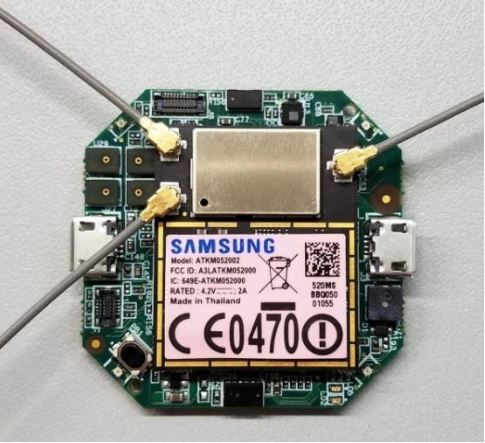 C77
SAMSUNG
Model: ATKM052002
FCC ID: A3LATKM052000
IC: 649E-ATKM052000
RATED : 4.2V⎓; 2A
Made in Thailand
520MS
BBQ050
01055
CE0470